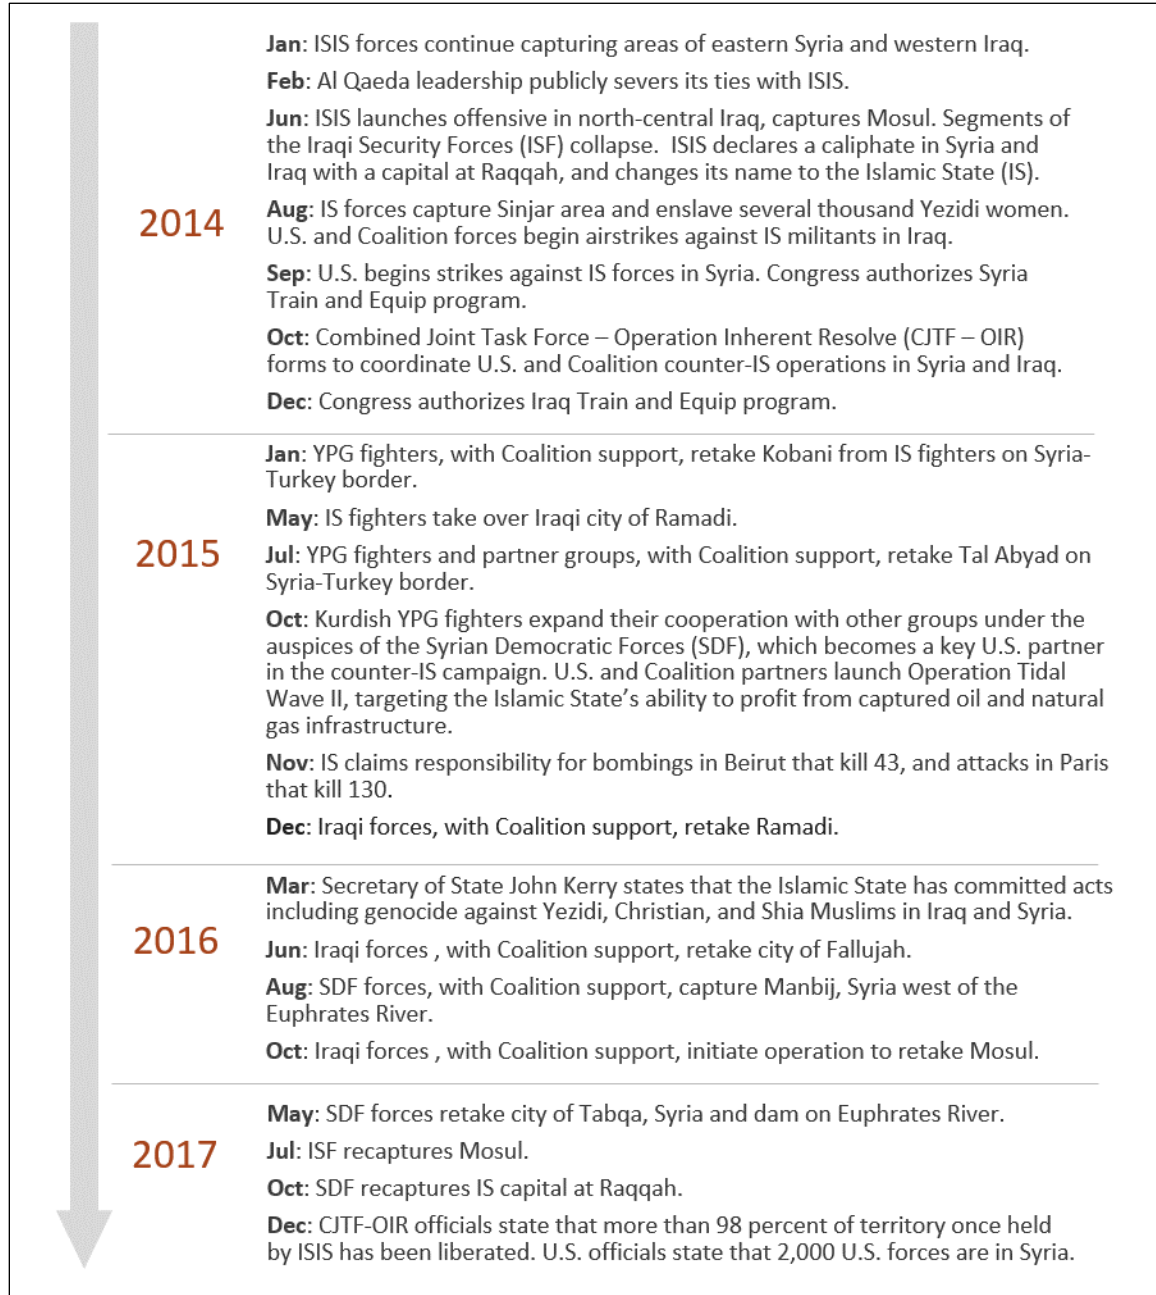 Jan: ISIS forces continue capturing areas of eastern Syria and western Iraq.
Feb: Al Qaeda leadership publicly severs its ties with ISIS.
Jun: ISIS launches offensive in north-central Iraq, captures Mosul. Segments of
the Iraqi Security Forces (ISF) collapse.  ISIS declares a caliphate in Syria and
Iraq with a capital at Raqqah, and changes its name to the Islamic State (IS).
2014
Aug: IS forces capture Sinjar area and enslave several thousand Yezidi women.
U.S. and Coalition forces begin airstrikes against IS militants in Iraq.
Sep: U.S. begins strikes against IS forces in Syria. Congress authorizes Syria
Train and Equip program.
Oct: Combined Joint Task Force – Operation Inherent Resolve (CJTF – OIR)
forms to coordinate U.S. and Coalition counter-IS operations in Syria and Iraq.
Dec: Congress authorizes Iraq Train and Equip program.
Jan: YPG fighters, with Coalition support, retake Kobani from IS fighters on Syria-
Turkey border.
May: IS fighters take over Iraqi city of Ramadi.
2015
Jul: YPG fighters and partner groups, with Coalition support, retake Tal Abyad on
Syria-Turkey border.
Oct: Kurdish YPG fighters expand their cooperation with other groups under the
auspices of the Syrian Democratic Forces (SDF), which becomes a key U.S. partner
in the counter-IS campaign. U.S. and Coalition partners launch Operation Tidal
Wave II, targeting the Islamic State’s ability to profit from captured oil and natural
gas infrastructure.
Nov: IS claims responsibility for bombings in Beirut that kill 43, and attacks in Paris
that kill 130.
Dec: Iraqi forces, with Coalition support, retake Ramadi.
Mar: Secretary of State John Kerry states that the Islamic State has committed acts
including genocide against Yezidi, Christian, and Shia Muslims in Iraq and Syria.
2016
Jun: Iraqi forces , with Coalition support, retake city of Fallujah.
Aug: SDF forces, with Coalition support, capture Manbij, Syria west of the
Euphrates River.
Oct: Iraqi forces , with Coalition support, initiate operation to retake Mosul.
May: SDF forces retake city of Tabqa, Syria and dam on Euphrates River.
2017
Jul: ISF recaptures Mosul.
Oct: SDF recaptures IS capital at Raqqah.
Dec: CJTF-OIR officials state that more than 98 percent of territory once held
by ISIS has been liberated. U.S. officials state that 2,000 U.S. forces are in Syria.